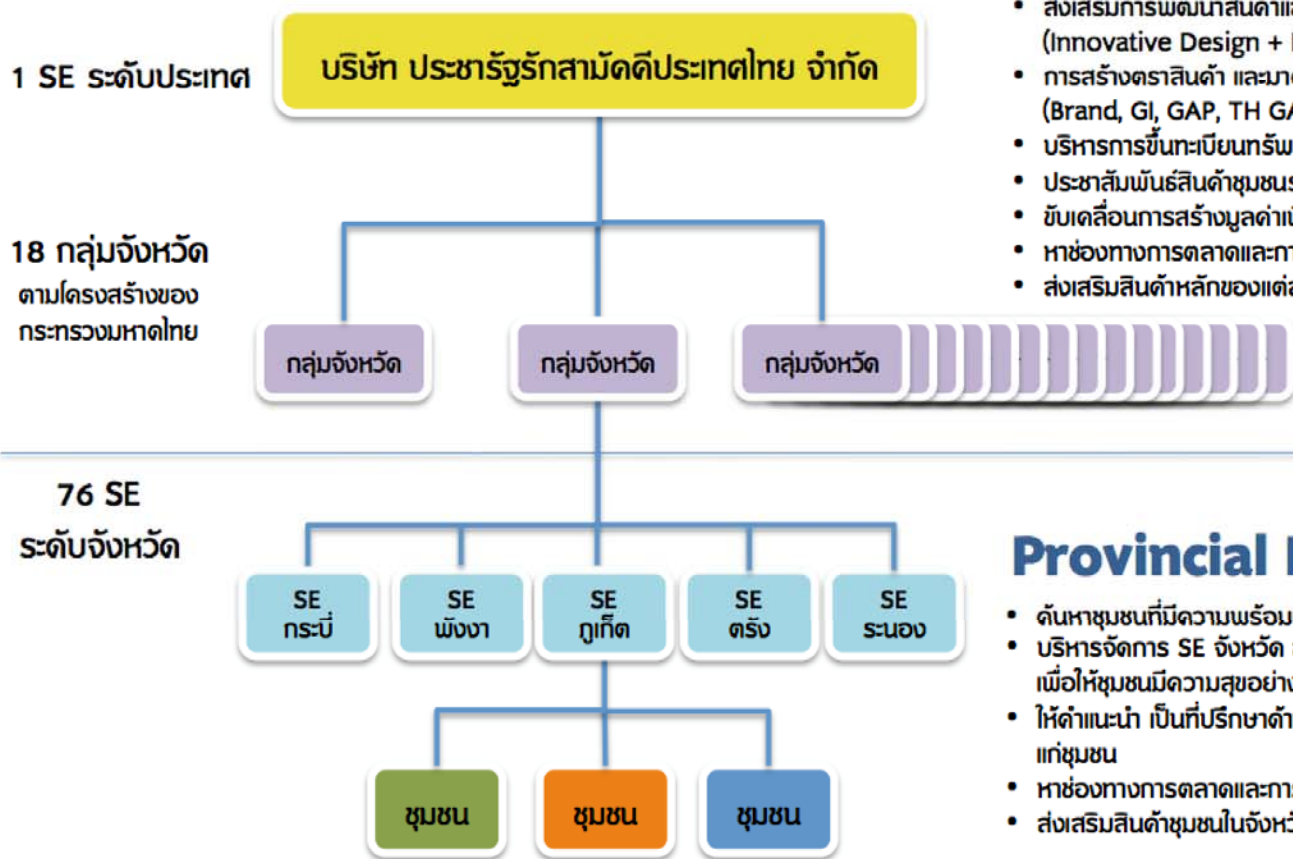 1 SE ระดับประเทศ
บริษัท ประชารัฐรักสามัคคีประเทศไทย จำกัด
18 กลุ่มจังหวัด
ตามโครงสร้างของ
กระทรวงมหาดไทย
กลุ่มจังหวัด
กลุ่มจังหวัด
กลุ่มจังหวัด
• ส่งเสริมการพัฒนาสินค้าและ
(Innovative Design +
• การสร้างตราสินค้า และ
(Brand, GI, GAP, TH
• บริหารการขึ้นทะเบียน
• ประชาสัมพันธ์สินค้าชุมชน
• ขับเคลื่อนการสร้างมูลค่า
• หาช่องทางการตลาดและ
• ส่งเสริมสินค้าหลักของ
76 SE
ระดับจังหวัด
SE
กระบี่
SE
พังงา
SE
ภูเก็ต
SE
ตรัง
SE
ระนอง
ชุมชน
ชุมชน
ชุมชน
Provincial
• ค้นหาชุมชนที่มีความพร้อม
• บริหารจัดการ SE จังหวัด
เพื่อให้ชุมชนมีความสุขอย่าง
• ให้คำแนะนำ เป็นที่ปรึกษา
แก่ชุมชน
• หาช่องทางการตลาดและ
• ส่งเสริมสินค้าชุมชนใน